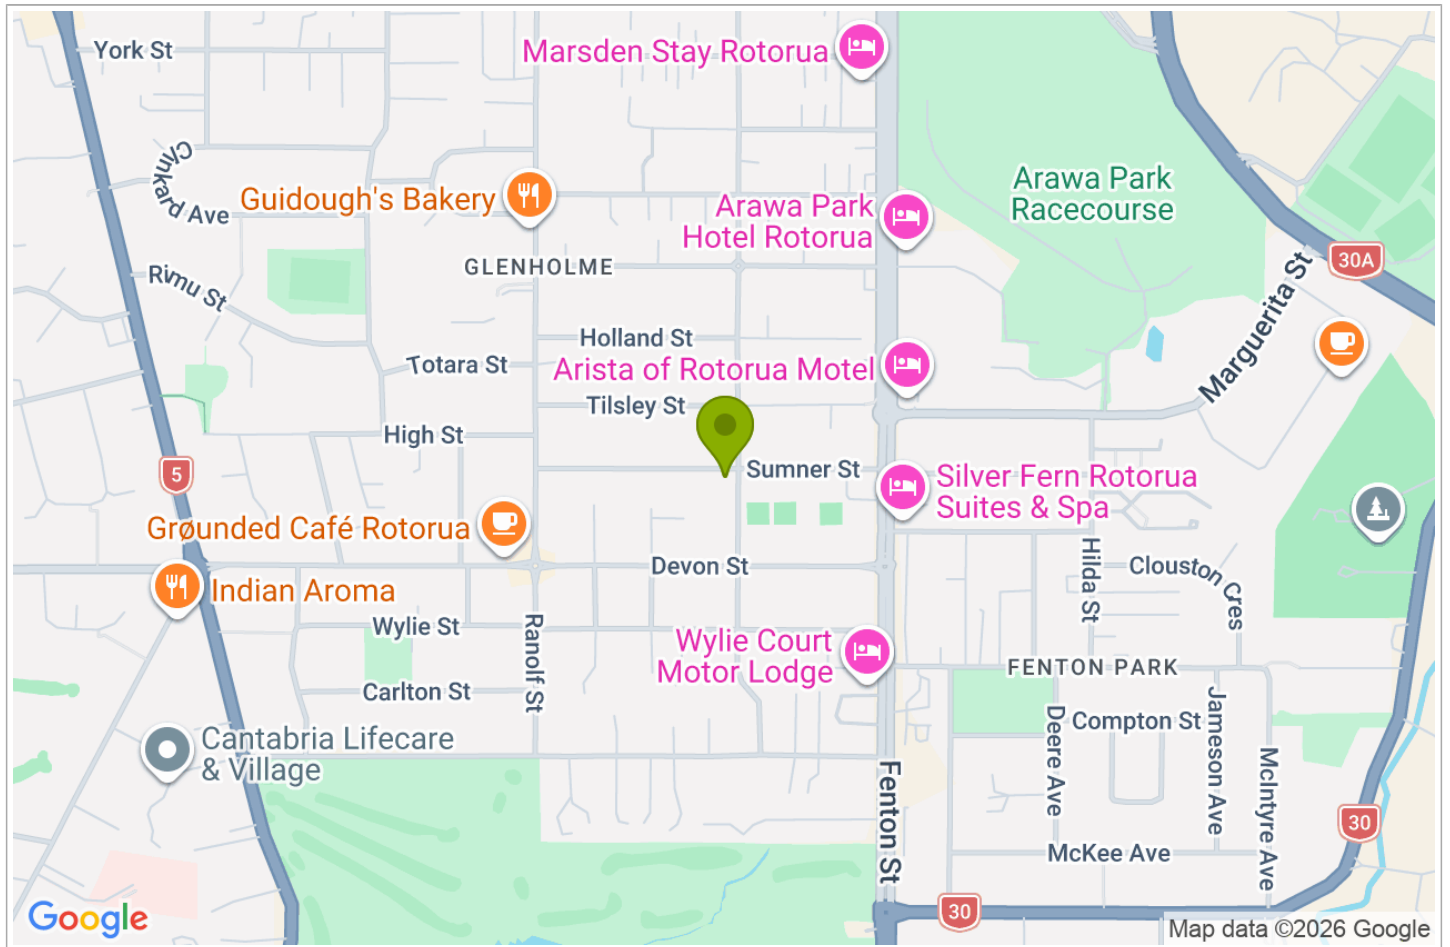 York St
Marsden Stay Rotorua
Clinkard Ave
Guidough's Bakery
Arawa Park
Hotel Rotorua
Arawa Park
Racecourse
GLENHOLME
Rimu St
30A
Marguerita St
Holland St
Totara St
Arista of Rotorua Motel
Tilsley St
High St
5
Sumner St
Silver Fern Rotorua
Suites & Spa
Grøunded Café Rotorua
Devon St
Hilda St
Clouston Cres
Indian Aroma
Wylie St
Ranolf St
Wylie Court
Motor Lodge
FENTON PARK
Carlton St
Deere Ave
Compton St
Jameson Ave
McIntyre Ave
Cantabria Lifecare
& Village
Fenton St
30
McKee Ave
Google
30
Map data ©2026 Google